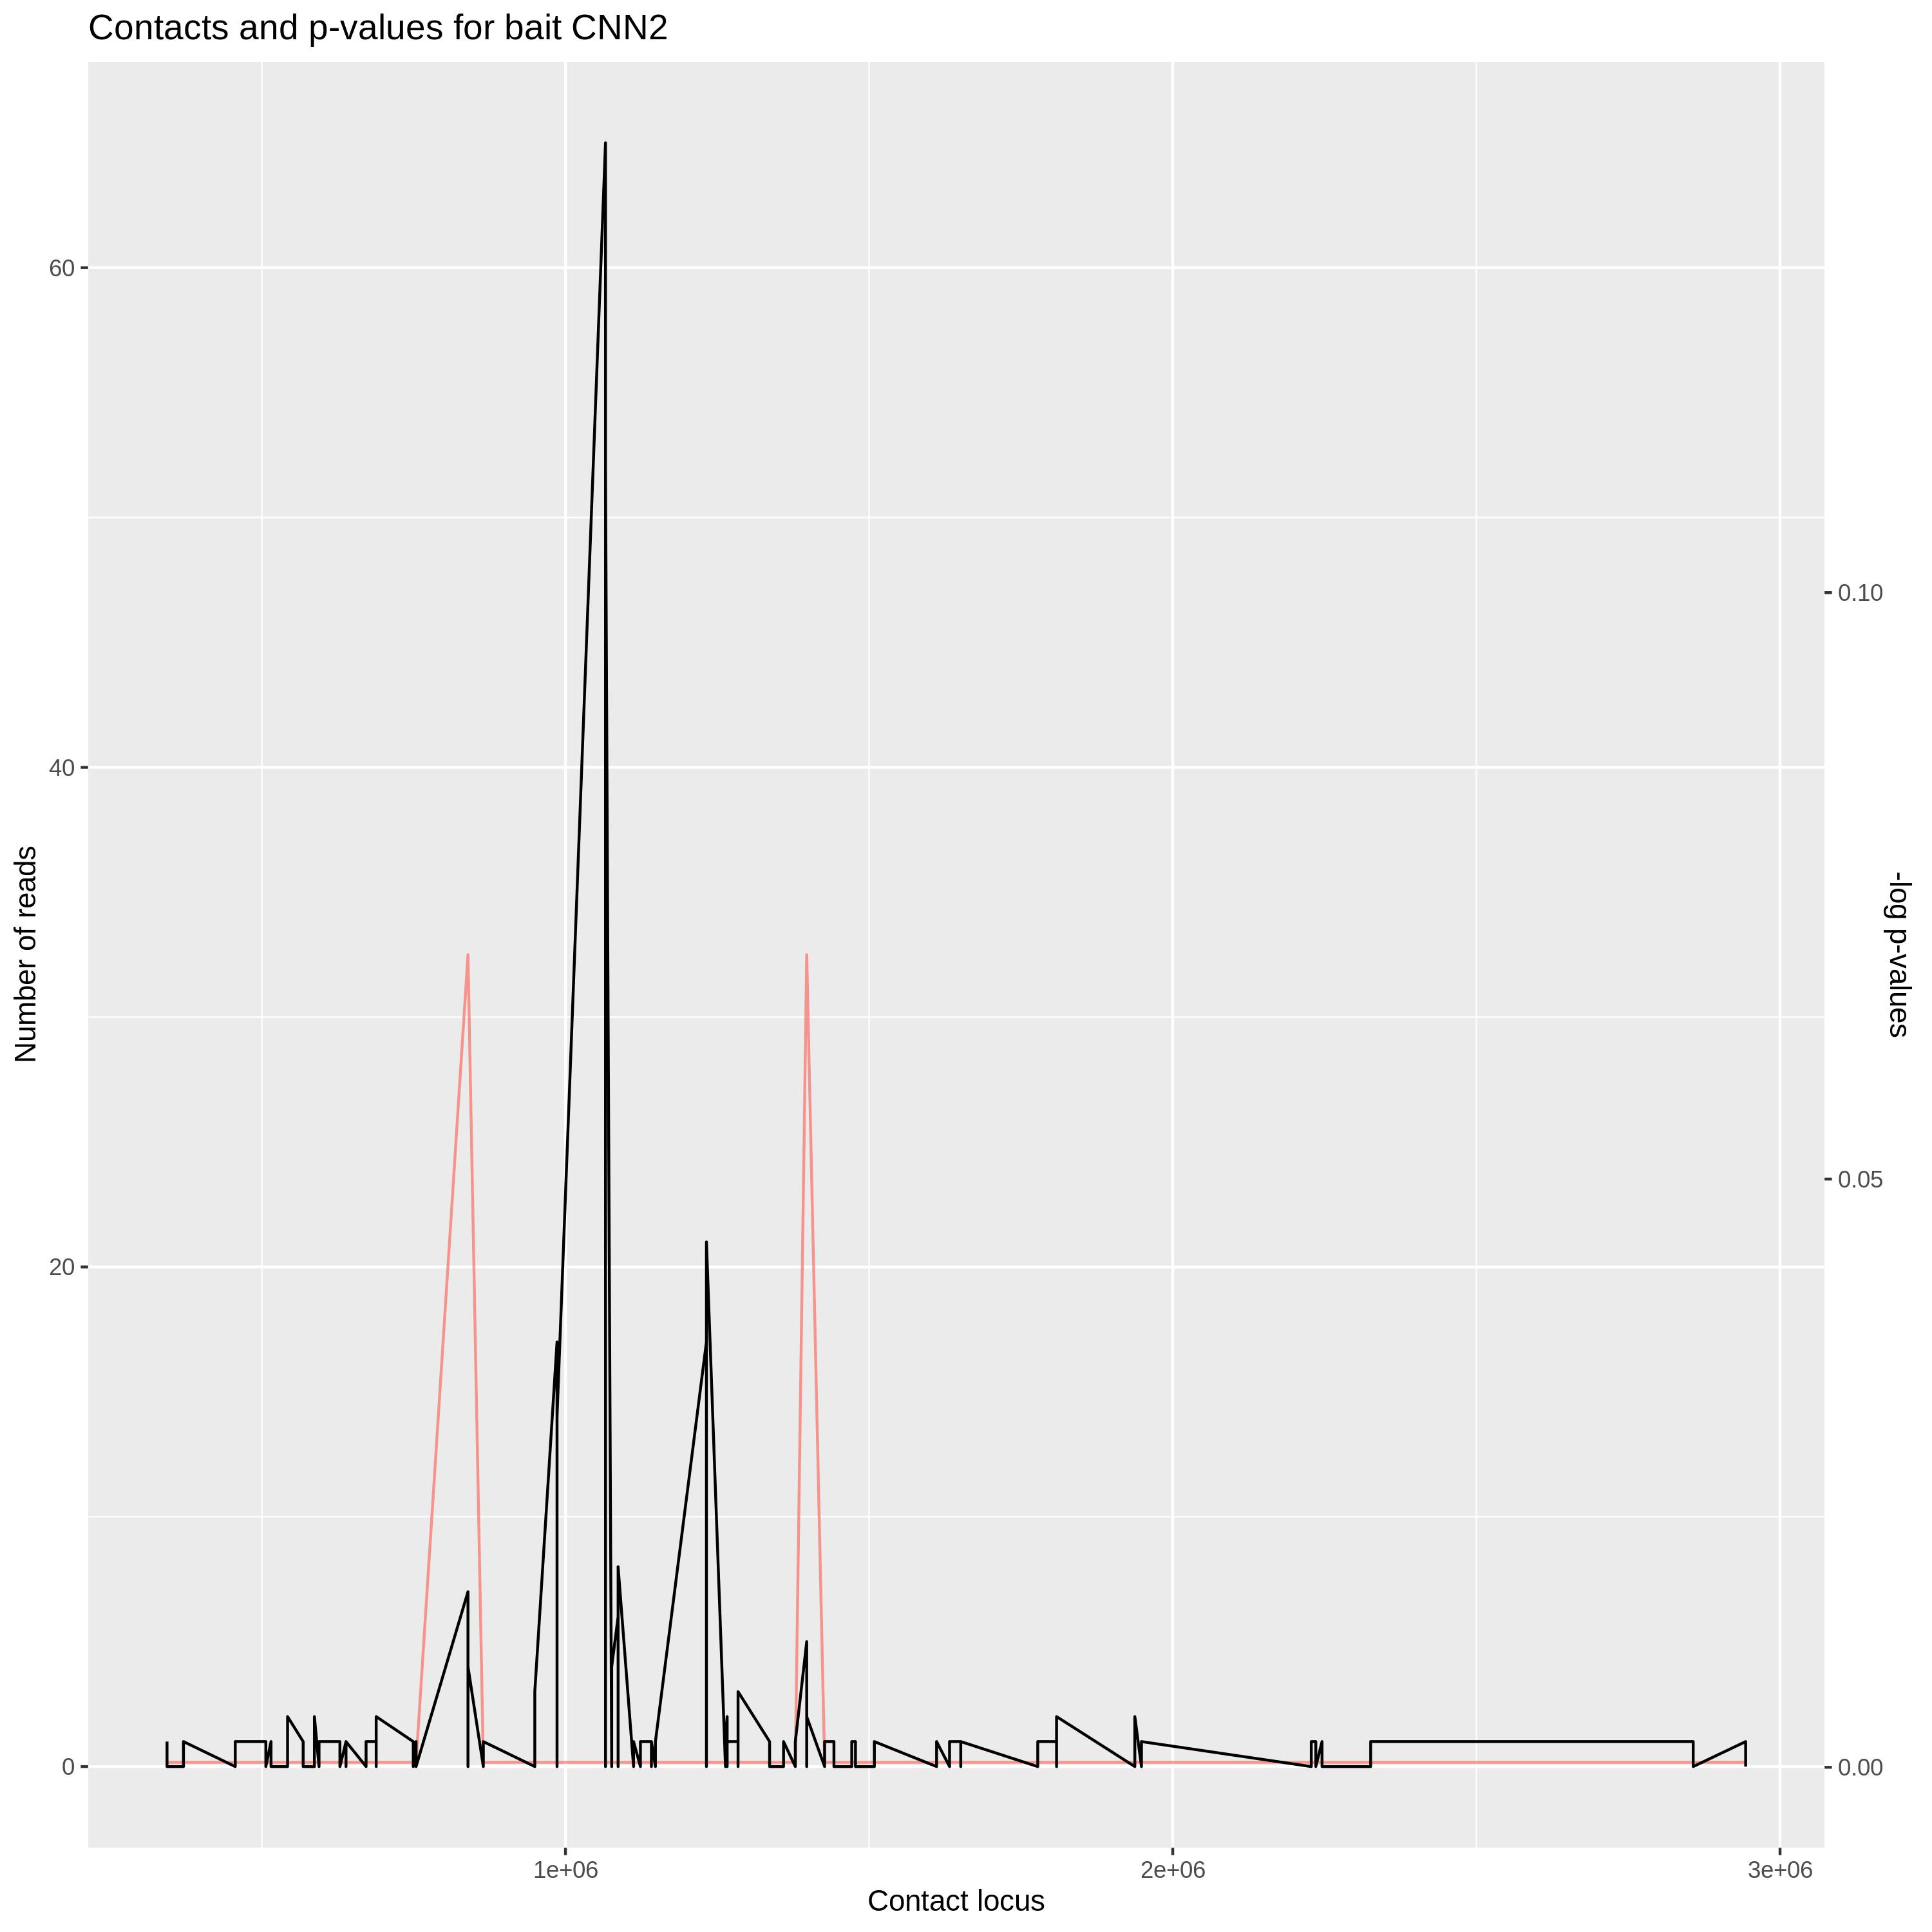 Contacts and p-values for bait CNN2
60
40
20
0
Number of reads
0.10
0.05
0.00
-log p-values
1e+06
2e+06
3e+06
Contact locus